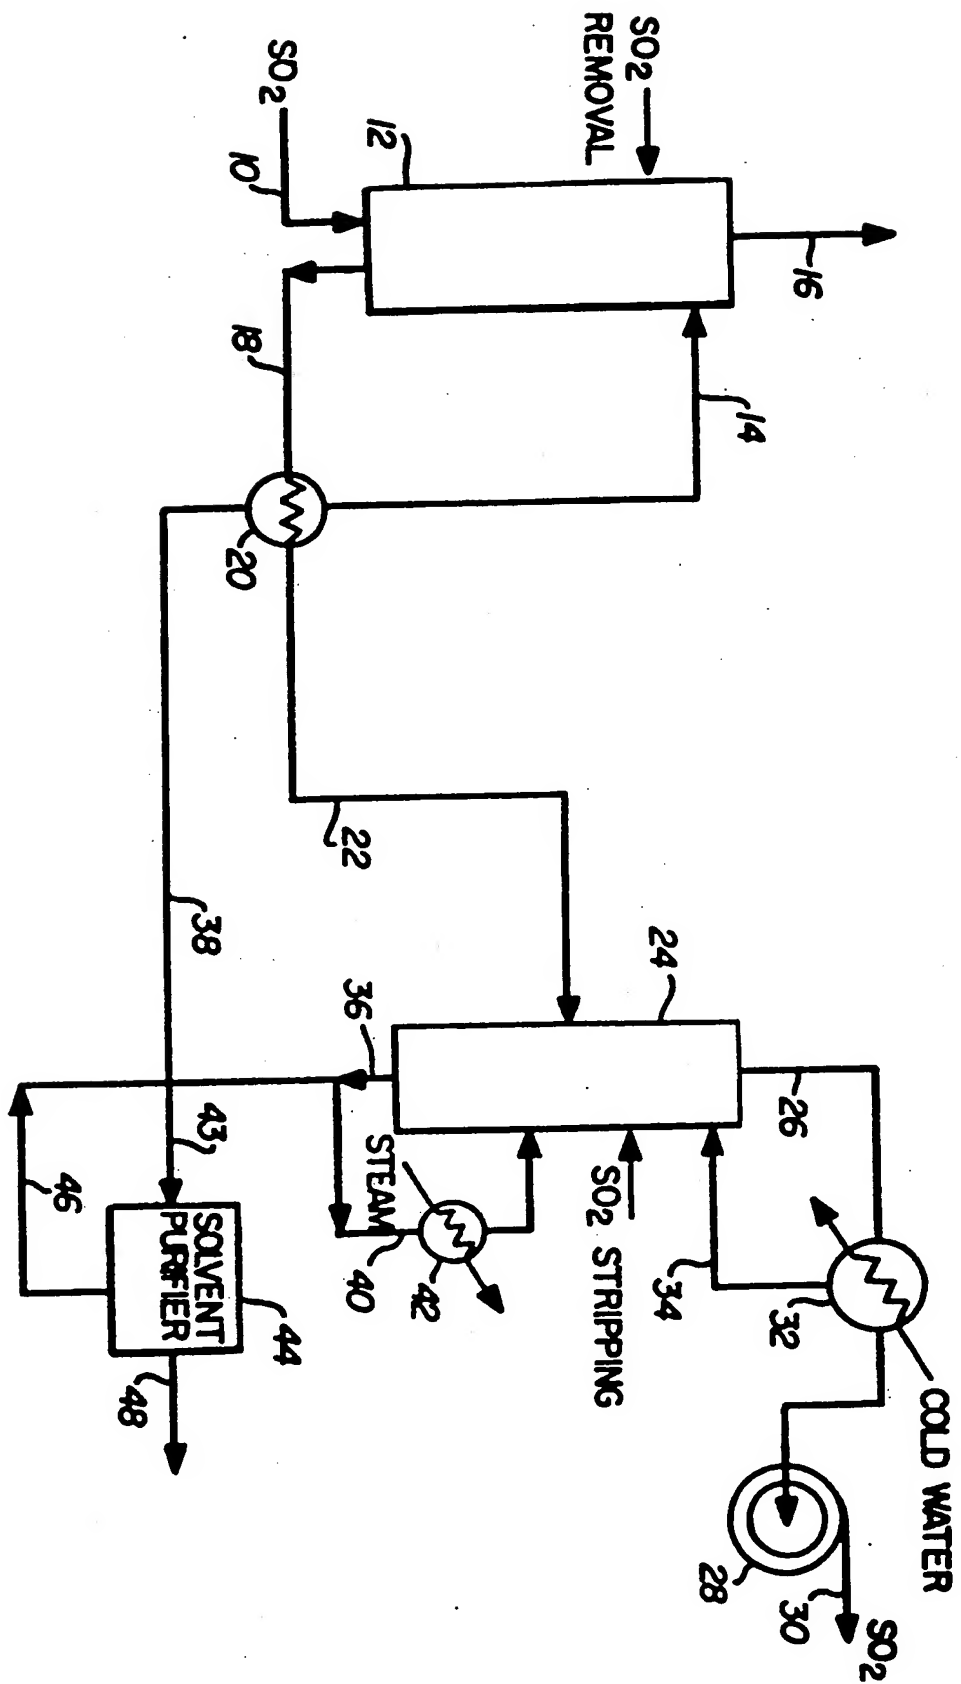 SO2
REMOVAL
SO2
10
12
16
14
18
20
22
38
24
26
36
43
STEAM
40
42
SO2 STRIPPING
34
32
COLD WATER
28
30
SO2
46
SOLVENT
PURIFIER
44
48